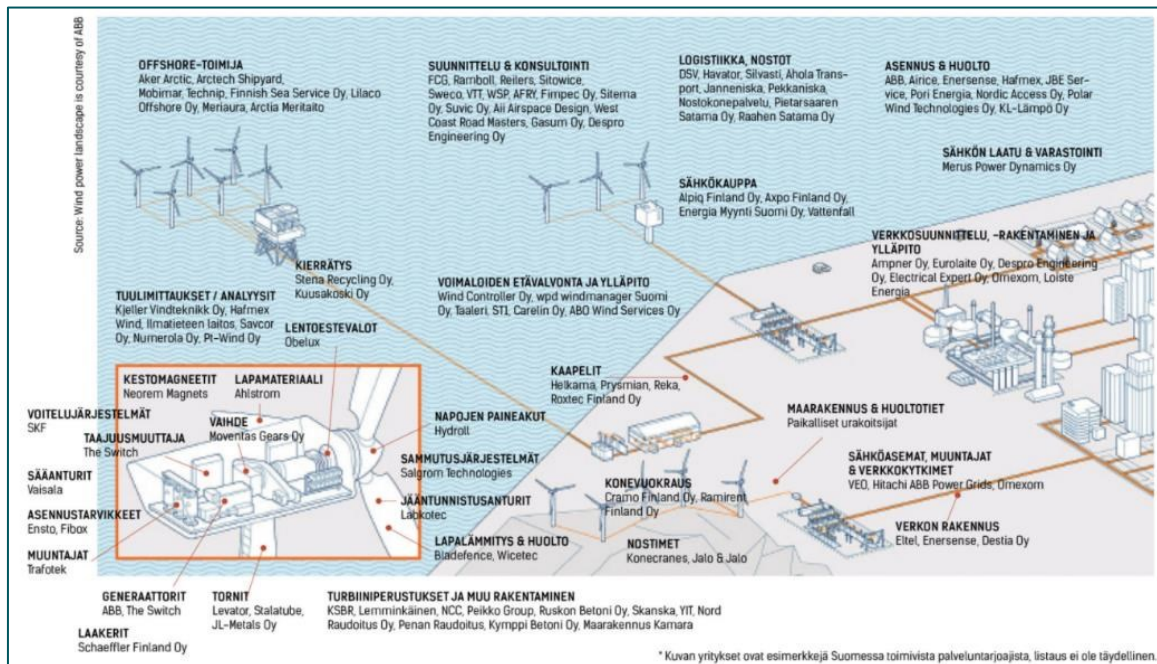 Source: Wind power landscape is courtesy of ABB
OFFSHORE-TOIMIJA
Aker Arctic, Arctech Shipyard,
Mobimar, Technip, Finnish Sea Service Oy, Lilaco
Offshore Oy, Meriaura, Arctia Meritaito
SUUNNITTELU & KONSULTOINTI
FCG, Ramboll, Reilers, Sitowice,
Sweco, VTT, WSP, AFRY, Fimpec Oy, Sitema
Oy, Suvic Oy, Aii Airspace Design, West
Coast Road Masters, Gasum Oy, Despro
Engineering Oy
LOGISTIIKKA, NOSTOT
DSV, Havator, Silvasti, Ahola Trans-
port, Janneniska, Pekkaniska,
Nostokonepalvelu, Pietarsaaren
Satama Oy, Raahen Satama Oy
ASENNUS & HUOLTO
ABB, Airice, Enersense, Hafmex, JBE Ser-
vice, Pori Energia, Nordic Access Oy, Polar
Wind Technologies Oy, KL-Lämpö Oy
SÄHKÖN LAATU & VARASTOINTI
Merus Power Dynamics Oy
SÄHKÖKAUPPA
Alpiq Finland Oy, Axpo Finland Oy,
Energia Myynti Suomi Oy, Vattenfall
VERKKOSUUNNITTELU, -RAKENTAMINEN JA
YLLÄPITO
Ampner Oy, Eurolaite Oy, Despro Engineering
Oy, Electrical Expert Oy, Omexom, Loiste
Energia
KIERRÄTYS
Stena Recycling Oy,
Kuusakoski Oy
VOIMALOIDEN ETÄVALVONTA JA YLLÄPITO
Wind Controller Oy, wpd windmanager Suomi
Oy, Taaleri, ST1, Carelin Oy, ABO Wind Services Oy
TUULIMITTAUKSET / ANALYYSIT
Kjeller Vindteknikk Oy, Hafmex
Wind, Ilmatieteen laitos, Savcor
Oy, Numerola Oy, Pt-Wind Oy
LENTOESTEVALOT
Obelux
KAAPELIT
Helkama, Prysmian, Reka,
Roxtec Finland Oy
KESTOMAGNEETIT
Neorem Magnets
LAPAMATERIAALI
Ahlstrom
VOITELUJÄRJESTELMÄT
SKF
VAIHDE
Moventas Gears Oy
NAPOJEN PAINEAKUT
Hydroll
MAARAKENNUS & HUOLTOTIET
Paikalliset urakoitsijat
TAAJUUSMUUTTAJA
The Switch
SAMMUTUSJÄRJESTELMÄT
Salgrom Technologies
SÄÄANTURIT
Vaisala
KONEVUOKRAUS
Cramo Finland Oy, Ramirent
Finland Oy
SÄHKÖASEMAT, MUUNTAJAT
& VERKKOKYTKIMET
VEO, Hitachi ABB Power Grids, Omexom
JÄÄNTUNNISTUSANTURIT
Labkotec
ASENNUSTARVIKKEET
Ensto, Fibox
VERKON RAKENNUS
Eltel, Enersense, Destia Oy
LAPALÄMMITYS & HUOLTO
Bladefence, Wicetec
NOSTIMET
Konecranes, Jalo & Jalo
MUUNTAJAT
Trafotek
GENERAATTORIT
ABB, The Switch
TORNIT
Levator, Stalatube,
JL-Metals Oy
TURBIINIPERUSTUKSET JA MUU RAKENTAMINEN
KSBR, Lemminkäinen, NCC, Peikko Group, Ruskon Betoni Oy, Skanska, YIT, Nord
Raudoitus Oy, Penan Raudoitus, Kymppi Betoni Oy, Maarakennus Kamara
LAAKERIT
Schaeffler Finland Oy
* Kuvan yritykset ovat esimerkkejä Suomessa toimivista palveluntarjoajista, listaus ei ole täydellinen.